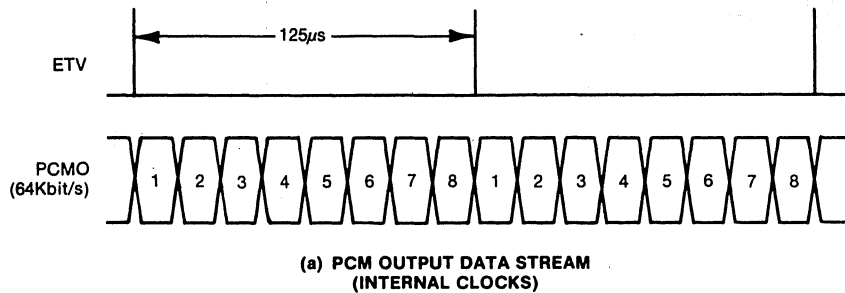 125µs
ETV
PCMO
(64Kbit/s)
1 2 3 4 5 6 7 8 1 2 3 4 5 6 7 8
(a) PCM OUTPUT DATA STREAM
(INTERNAL CLOCKS)